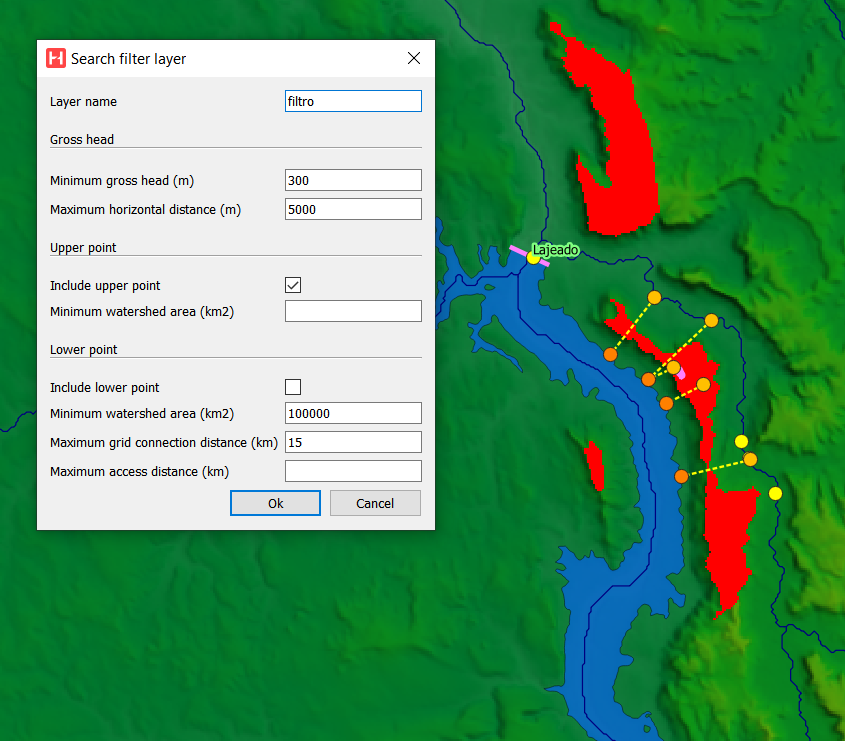 Search filter layer
Layer name
filtro
Gross head
Minimum gross head (m)
300
Maximum horizontal distance (m)
5000
Upper point
Include upper point
Minimum watershed area (km2)
Lower point
Include lower point
Minimum watershed area (km2)
100000
Maximum grid connection distance (km)
15
Maximum access distance (km)
Ok
Cancel
Lajeado